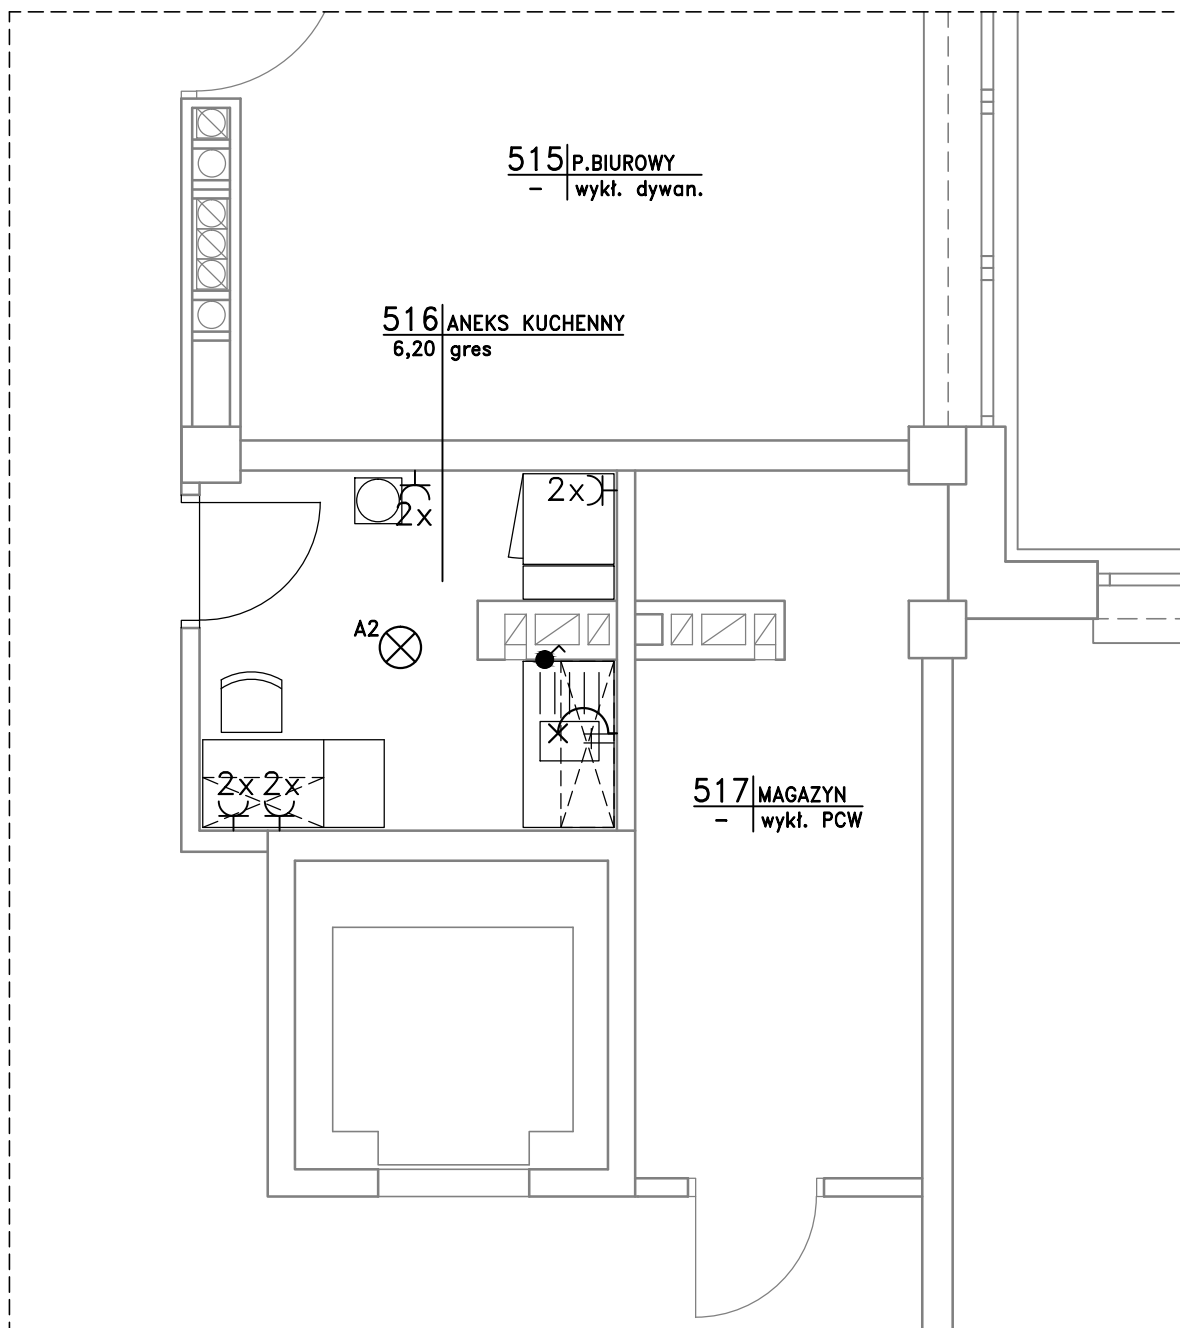 515 P.BIUROWY
– wykł. dywan.
516 ANEKS KUCHENNY
6,20 gres
2x
2x
A2
2x 2x
517 MAGAZYN
– wykł. PCW